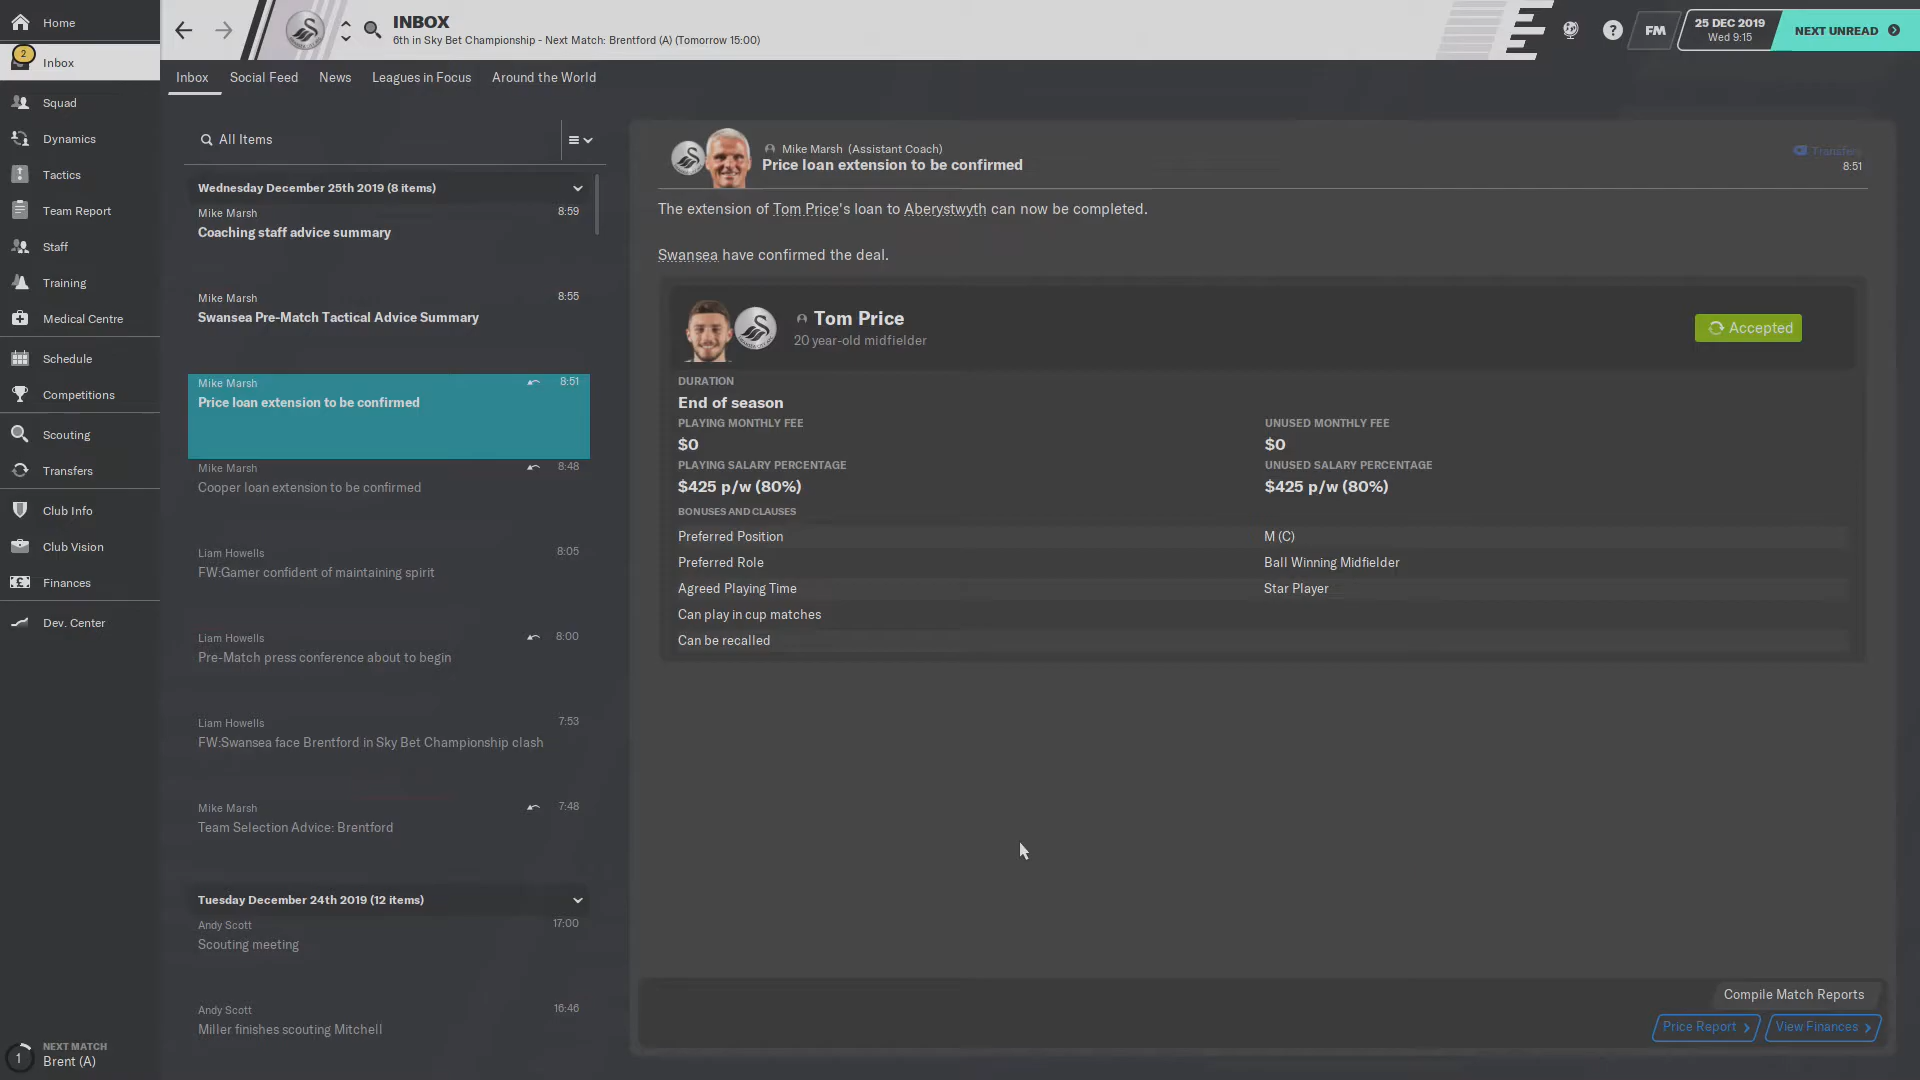 Home
2
Inbox
Squad
Dynamics
Tactics
Team Report
Staff
Training
Medical Centre
Schedule
Competitions
Scouting
Transfers
Club Info
Club Vision
Finances
Dev. Center
1
NEXT MATCH
Brent (A)
INBOX
6th in Sky Bet Championship - Next Match: Brentford (A) (Tomorrow 15:00)
?
FM
25 DEC 2019
Wed 9:15
NEXT UNREAD
Inbox Social Feed News Leagues in Focus Around the World
All Items
Wednesday December 25th 2019 (8 items)
Mike Marsh 8:59
Coaching staff advice summary
Mike Marsh 8:55
Swansea Pre-Match Tactical Advice Summary
Mike Marsh 8:51
Price loan extension to be confirmed
Mike Marsh 8:48
Cooper loan extension to be confirmed
Liam Howells 8:05
FW:Gamer confident of maintaining spirit
Liam Howells 8:00
Pre-Match press conference about to begin
Liam Howells 7:53
FW:Swansea face Brentford in Sky Bet Championship clash
Mike Marsh 7:48
Team Selection Advice: Brentford
Tuesday December 24th 2019 (12 items)
Andy Scott 17:00
Scouting meeting
Andy Scott 16:46
Miller finishes scouting Mitchell
Mike Marsh (Assistant Coach)
Price loan extension to be confirmed
Transfers
8:51
The extension of Tom Price's loan to Aberystwyth can now be completed.
Swansea have confirmed the deal.
Tom Price
20 year-old midfielder
Accepted
DURATION
End of season
PLAYING MONTHLY FEE UNUSED MONTHLY FEE
$0 $0
PLAYING SALARY PERCENTAGE UNUSED SALARY PERCENTAGE
$425 p/w (80%) $425 p/w (80%)
BONUSES AND CLAUSES
Preferred Position M (C)
Preferred Role Ball Winning Midfielder
Agreed Playing Time Star Player
Can play in cup matches
Can be recalled
Compile Match Reports
Price Report View Finances